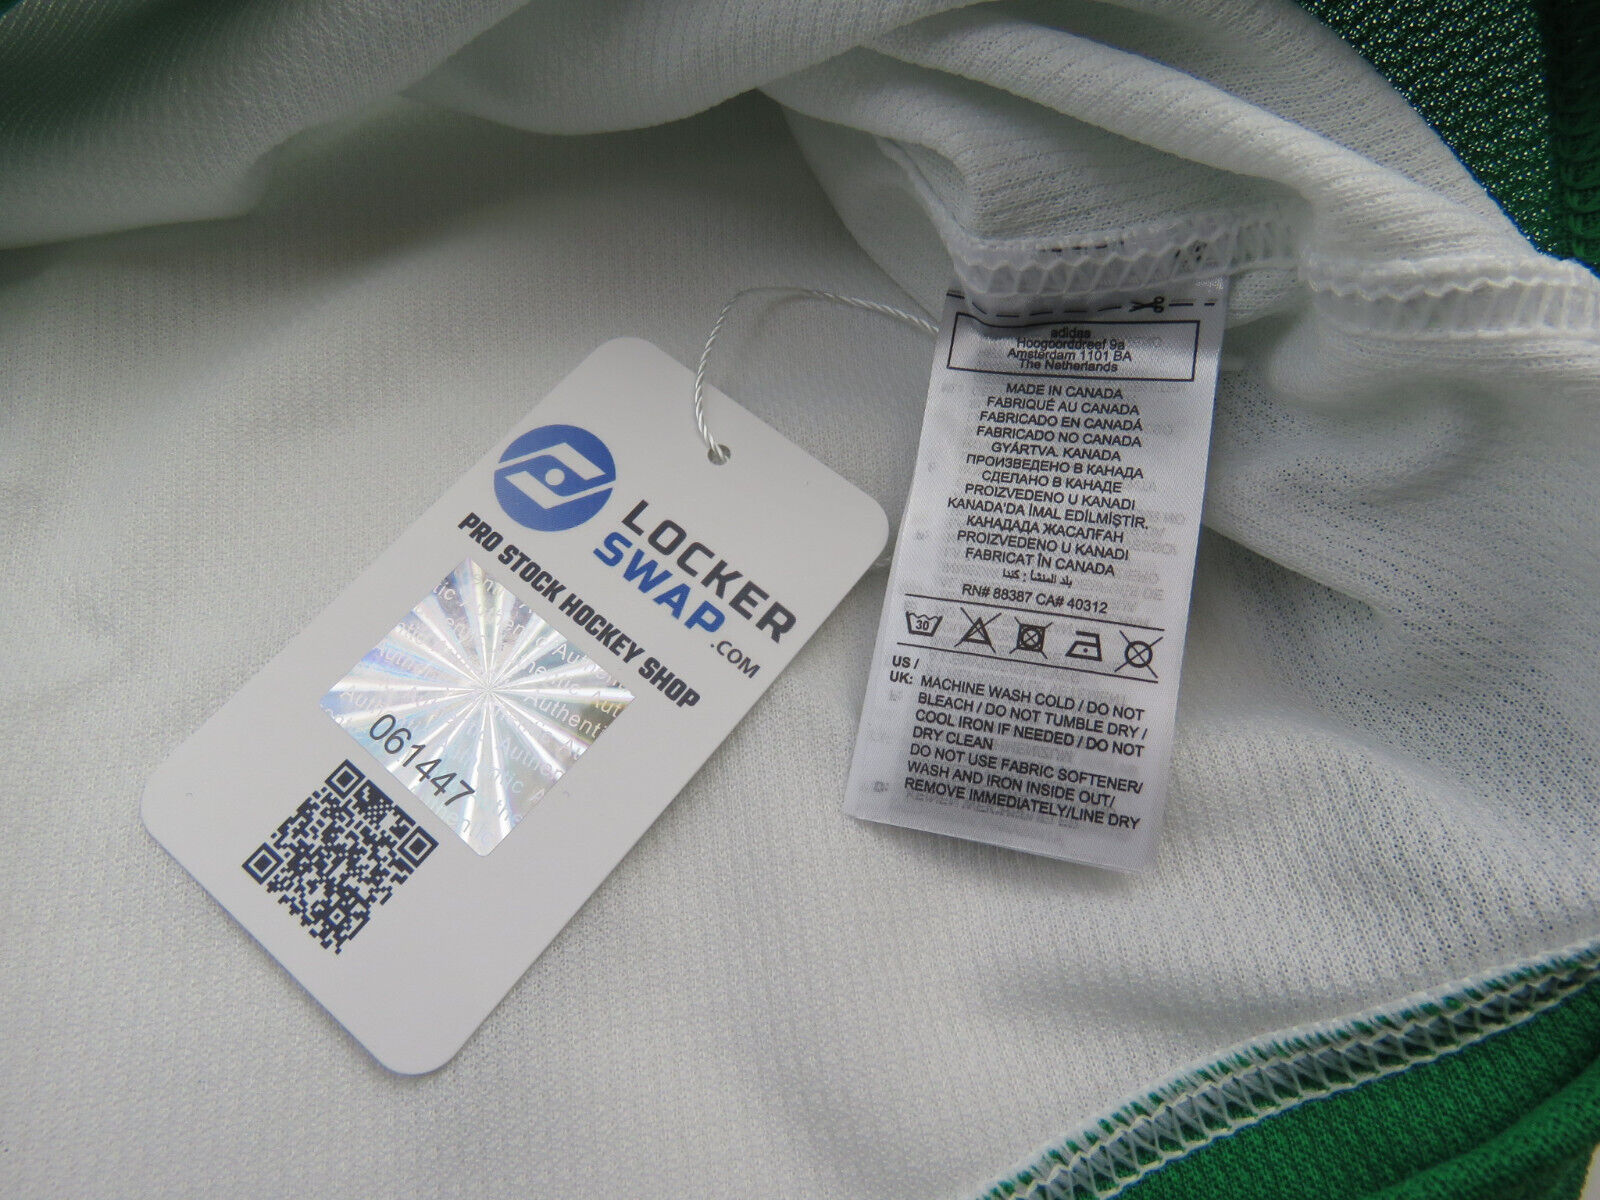 LOCKER
SWAP.COM
PRO STOCK HOCKEY SHOP
061447
adidas
Hoogoorddreef 9a
Amsterdam 1101 BA
The Netherlands
MADE IN CANADA
FABRIQUÉ AU CANADA
FABRICADO EN CANADÁ
FABRICADO NO CANADA
GYÁRTVA. KANADA
ПРОИЗВЕДЕНО В КАНАДА
СДЕЛАНО В КАНАДЕ
PROIZVEDENO U KANADI
KANADA'DA İMAL EDİLMİŞTİR.
КАНАДАДА ЖАСАЛҒАН
PROIZVEDENO U KANADI
FABRICAT ÎN CANADA
بلد المنشأ : كندا
RN# 88387 CA# 40312
30
US /
UK: MACHINE WASH COLD / DO NOT
BLEACH / DO NOT TUMBLE DRY /
COOL IRON IF NEEDED / DO NOT
DRY CLEAN
DO NOT USE FABRIC SOFTENER/
WASH AND IRON INSIDE OUT/
REMOVE IMMEDIATELY/LINE DRY